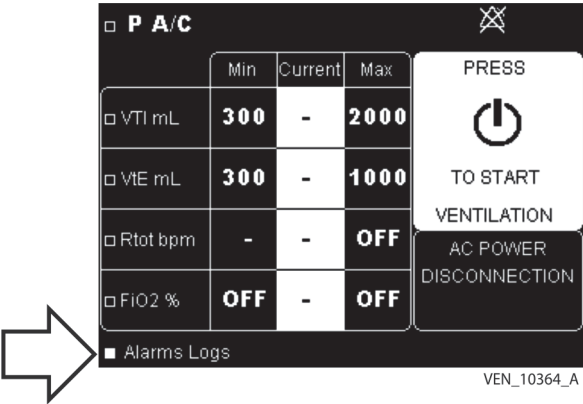 P A/C
Min Current Max
VTI mL 300 - 2000
VtE mL 300 - 1000
Rtot bpm - - OFF
FiO2 % OFF - OFF
PRESS
TO START
VENTILATION
AC POWER
DISCONNECTION
Alarms Logs
VEN_10364_A